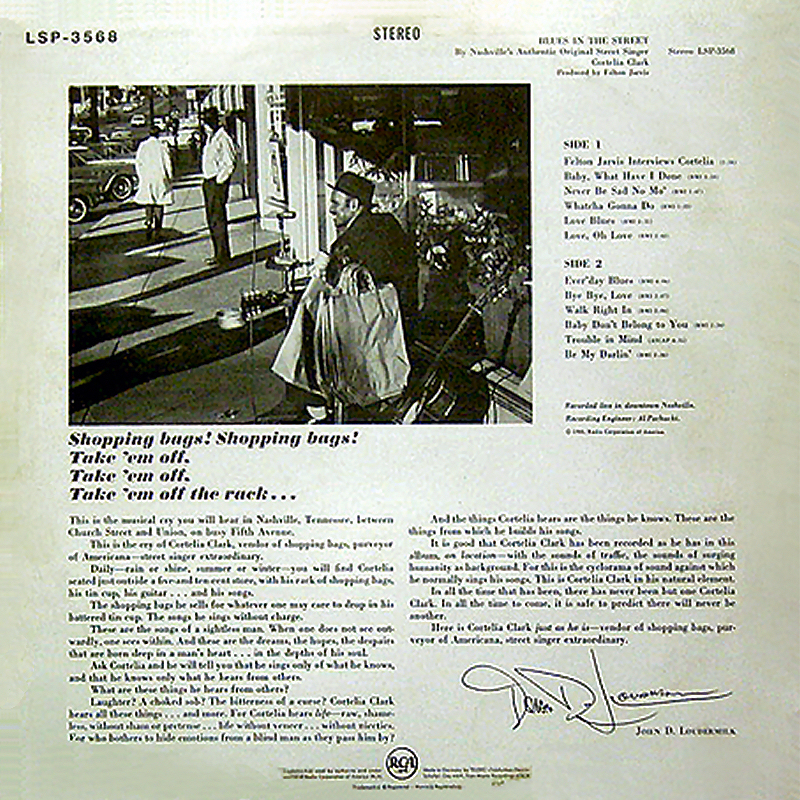 LSP-3568
STEREO
BLUES IN THE STREET
By Nashville's Authentic Original Street Singer
Cortelia Clark
Produced by Felton Jarvis
Stereo LSP-3568
SIDE 1
Felton Jarvis Interviews Cortelia
Baby, What Have I Done
Never Be Sad No Mo'
Whatcha Gonna Do
Love Blues
Love, Oh Love
SIDE 2
Ever'day Blues
Bye Bye, Love
Walk Right In
Baby Don't Belong to You
Trouble in Mind
Be My Darlin'
Recorded live in downtown Nashville.
Recording Engineer: Al Pachucki.
Radio Corporation of America
Shopping bags! Shopping bags!
Take 'em off.
Take 'em off.
Take 'em off the rack...
This is the musical cry you will hear in Nashville, Tennessee, between
Church Street and Union, on busy Fifth Avenue.
This is the cry of Cortelia Clark, vendor of shopping bags, purveyor
of Americana—street singer extraordinary.
Daily—rain or shine, summer or winter—you will find Cortelia
seated just outside a five-and-ten cent store, with his rack of shopping bags,
his tin cup, his guitar . . . and his songs.
The shopping bags he sells for whatever one may care to drop in his
battered tin cup. The songs he sings without charge.
These are the songs of a sightless man. When one does not see out-
wardly, one sees within. And these are the dreams, the hopes, the despairs
that are born deep in a man's heart . . . in the depths of his soul.
Ask Cortelia and he will tell you that he sings only of what he knows,
and that he knows only what he hears from others.
What are these things he hears from others?
Laughter? A choked sob? The bitterness of a curse? Cortelia Clark
hears all these things . . . and more. For Cortelia hears life—raw, shame-
less, without sham or pretense . . . life without veneer . . . without niceties.
For who bothers to hide emotions from a blind man as they pass him by?
And the things Cortelia hears are the things he knows. These are the
things from which he builds his songs.
It is good that Cortelia Clark has been recorded as he has in this
album, on location—with the sounds of traffic, the sounds of surging
humanity as background. For this is the cyclorama of sound against which
he normally sings his songs. This is Cortelia Clark in his natural element.
In all the time that has been, there has never been but one Cortelia
Clark. In all the time to come, it is safe to predict there will never be
another.
Here is Cortelia Clark just as he is—vendor of shopping bags, pur-
veyor of Americana, street singer extraordinary.
John D. Loudermilk
RCA